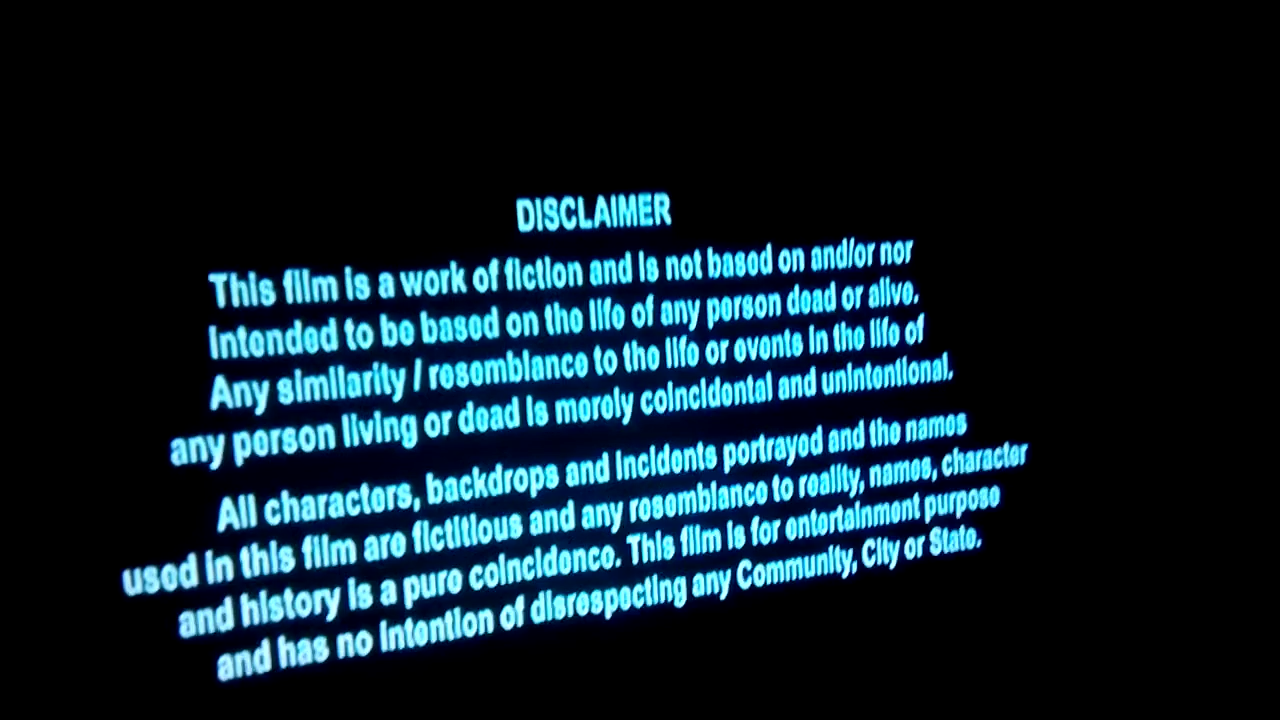 DISCLAIMER
This film is a work of fiction and is not based on and/or nor
Intended to be based on the life of any person dead or alive.
Any similarity / resemblance to the life or events in the life of
any person living or dead is merely coincidental and unintentional.
All characters, backdrops and incidents portrayed and the names
used in this film are fictitious and any resemblance to reality, names, character
and history is a pure coincidence. This film is for entertainment purpose
and has no intention of disrespecting any Community, City or State.